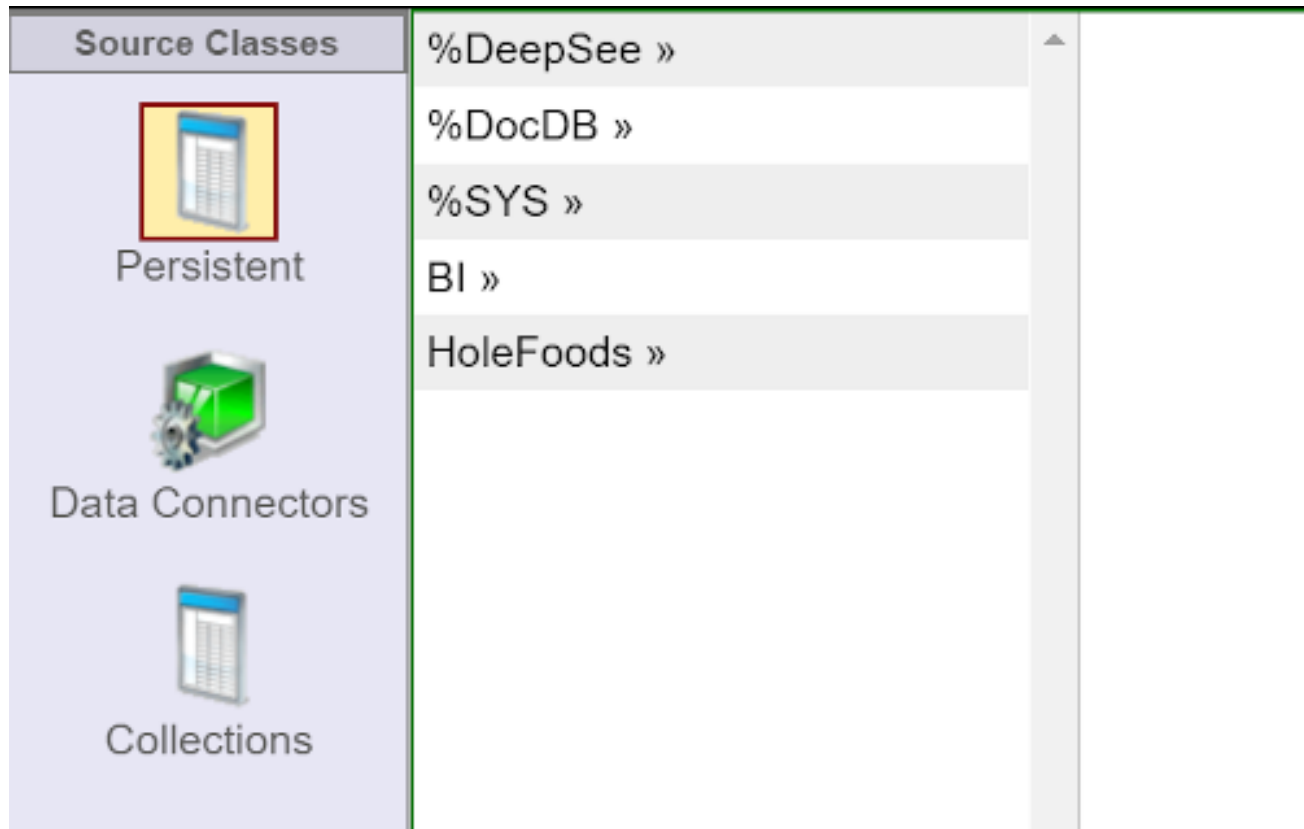 Source Classes
Persistent
Data Connectors
Collections
%DeepSee »
%DocDB »
%SYS »
BI »
HoleFoods »